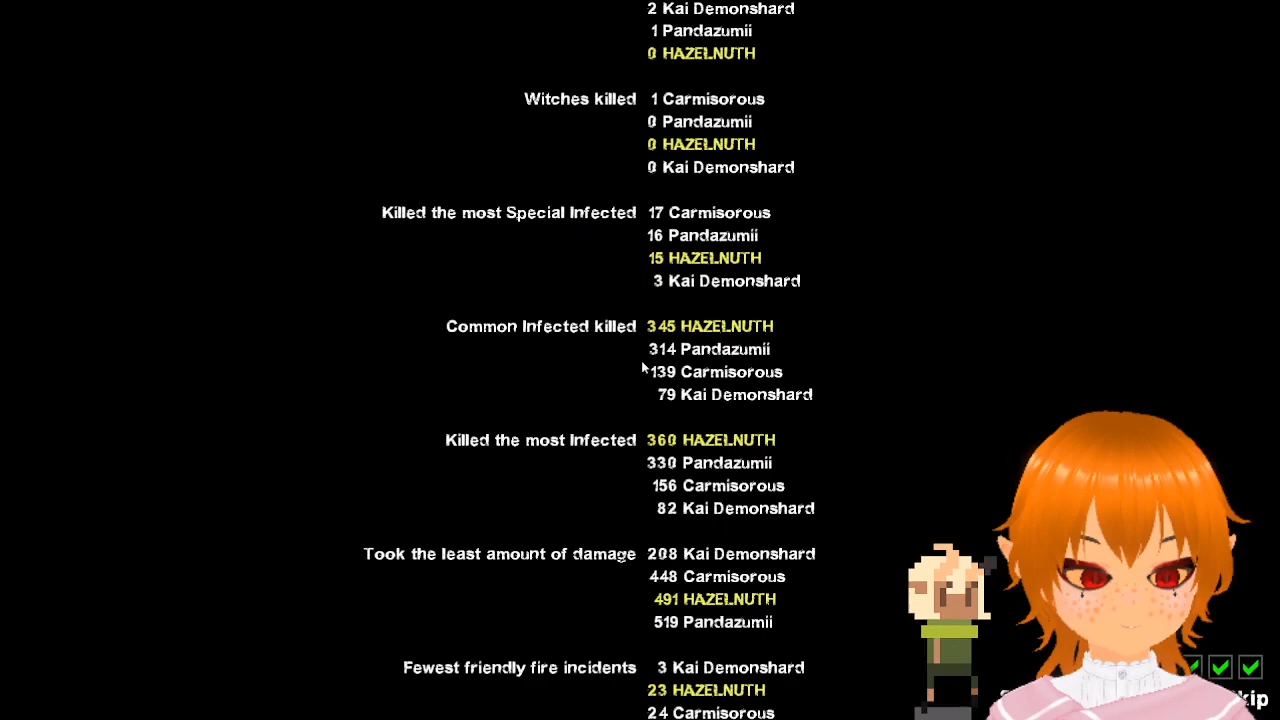 2 Kai Demonshard
1 Pandazumii
0 HAZELNUTH
Witches killed 1 Carmisorous
0 Pandazumii
0 HAZELNUTH
0 Kai Demonshard
Killed the most Special Infected 17 Carmisorous
16 Pandazumii
15 HAZELNUTH
3 Kai Demonshard
Common Infected killed 345 HAZELNUTH
314 Pandazumii
139 Carmisorous
79 Kai Demonshard
Killed the most Infected 360 HAZELNUTH
330 Pandazumii
156 Carmisorous
82 Kai Demonshard
Took the least amount of damage 208 Kai Demonshard
448 Carmisorous
491 HAZELNUTH
519 Pandazumii
Fewest friendly fire incidents 3 Kai Demonshard
23 HAZELNUTH
24 Carmisorous